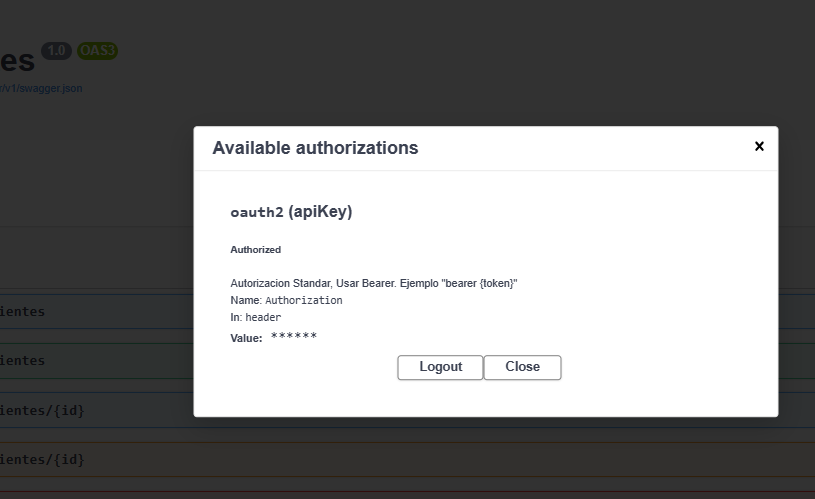 es 1.0 OAS3
/v1/swagger.json
Available authorizations
×
oauth2 (apiKey)
Authorized
Autorizacion Standar, Usar Bearer. Ejemplo "bearer {token}"
Name: Authorization
In: header
Value: ******
Logout Close
ientes
ientes
ientes/{id}
ientes/{id}